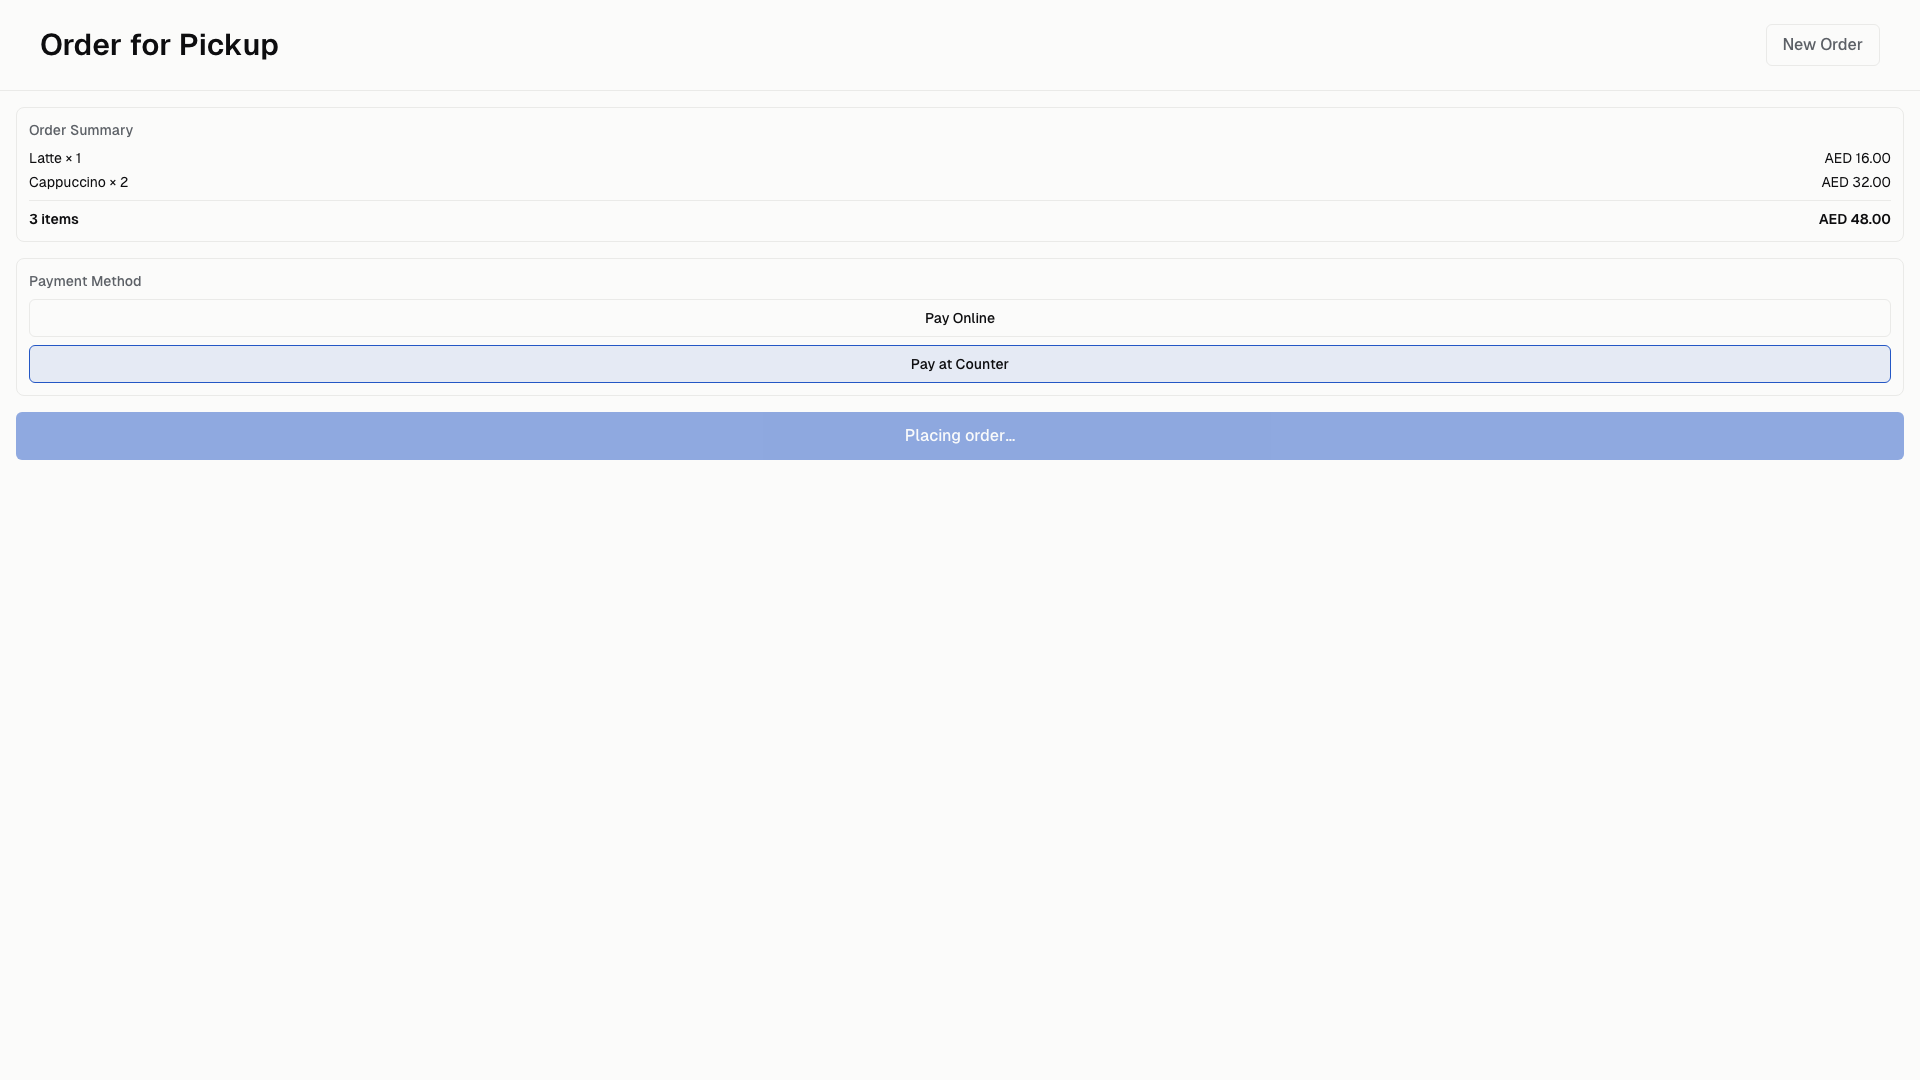 Order for Pickup
New Order
Order Summary
Latte × 1 AED 16.00
Cappuccino × 2 AED 32.00
3 items AED 48.00
Payment Method
Pay Online
Pay at Counter
Placing order...